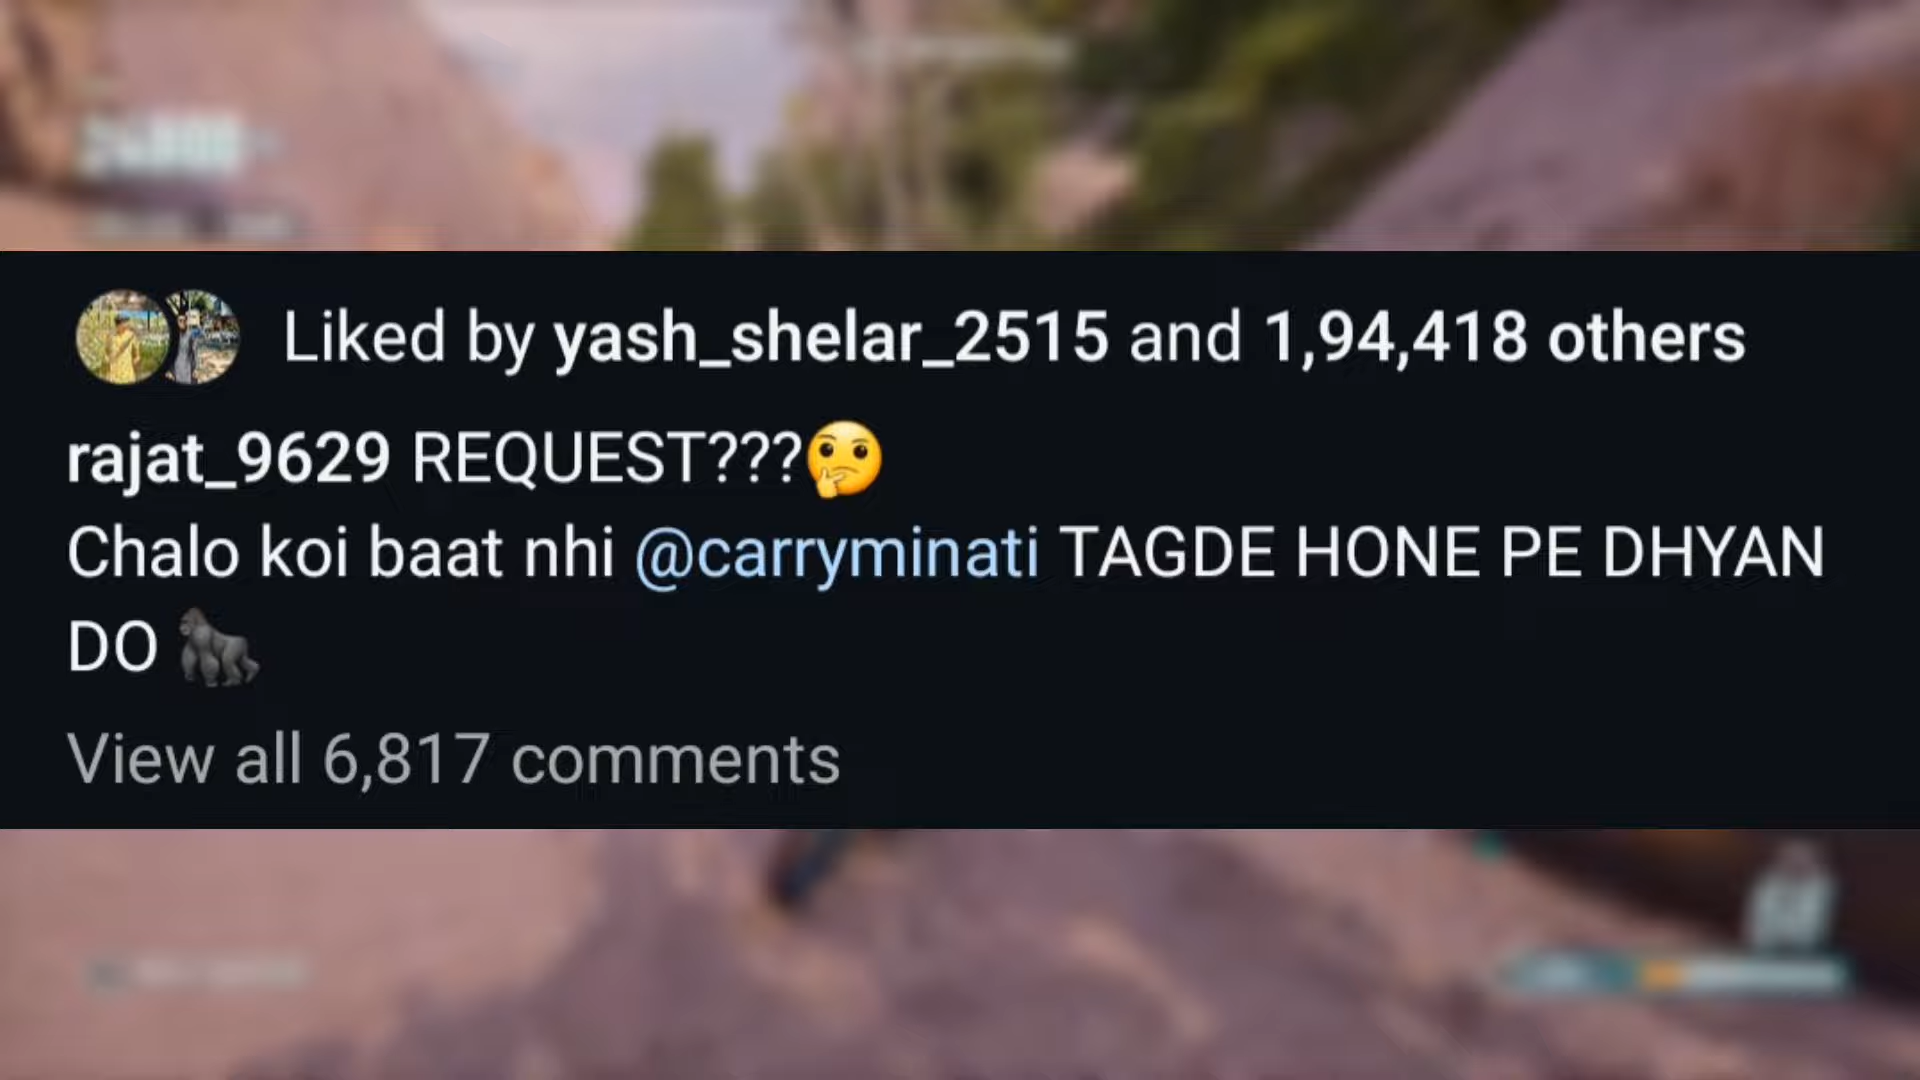 Liked by yash_shelar_2515 and 1,94,418 others
rajat_9629 REQUEST???🤔
Chalo koi baat nhi @carryminati TAGDE HONE PE DHYAN
DO 🦍
View all 6,817 comments